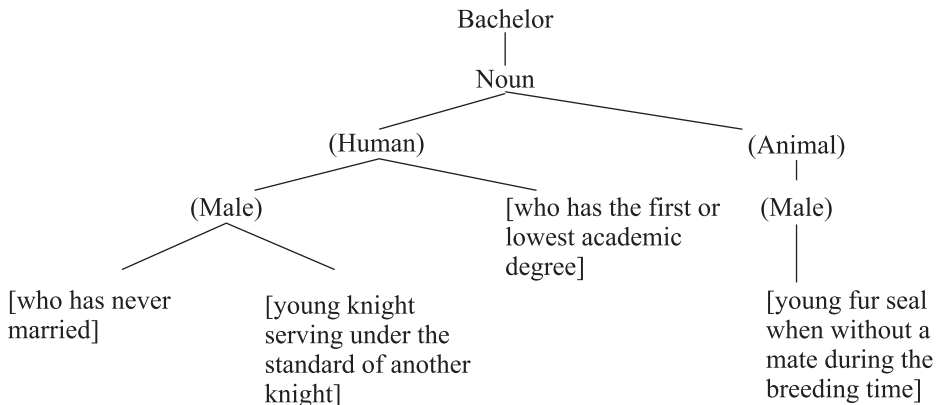 Bachelor
Noun
(Human)
(Animal)
(Male)
[who has the first or
lowest academic
degree]
(Male)
[who has never
married]
[young knight
serving under the
standard of another
knight]
[young fur seal
when without a
mate during the
breeding time]